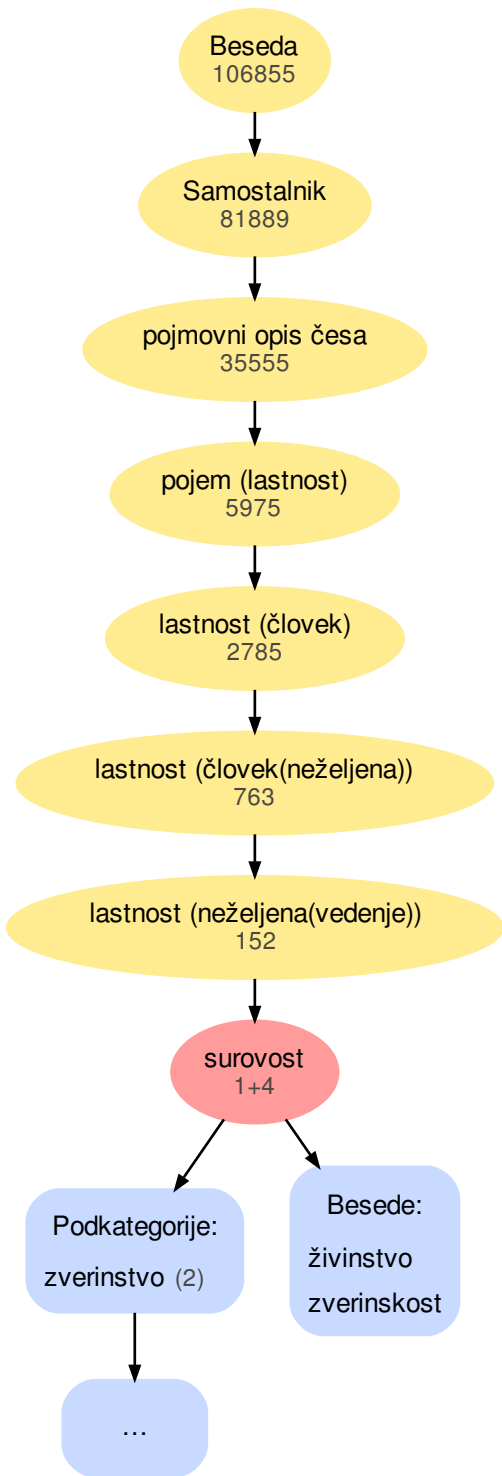 Beseda
106855
Samostalnik
81889
pojmovni opis česa
35555
pojem (lastnost)
5975
lastnost (človek)
2785
lastnost (človek(neželjena))
763
lastnost (neželjena(vedenje))
152
surovost
1+4
Podkategorije:
zverinstvo (2)
Besede:
živinstvo
zverinskost
...